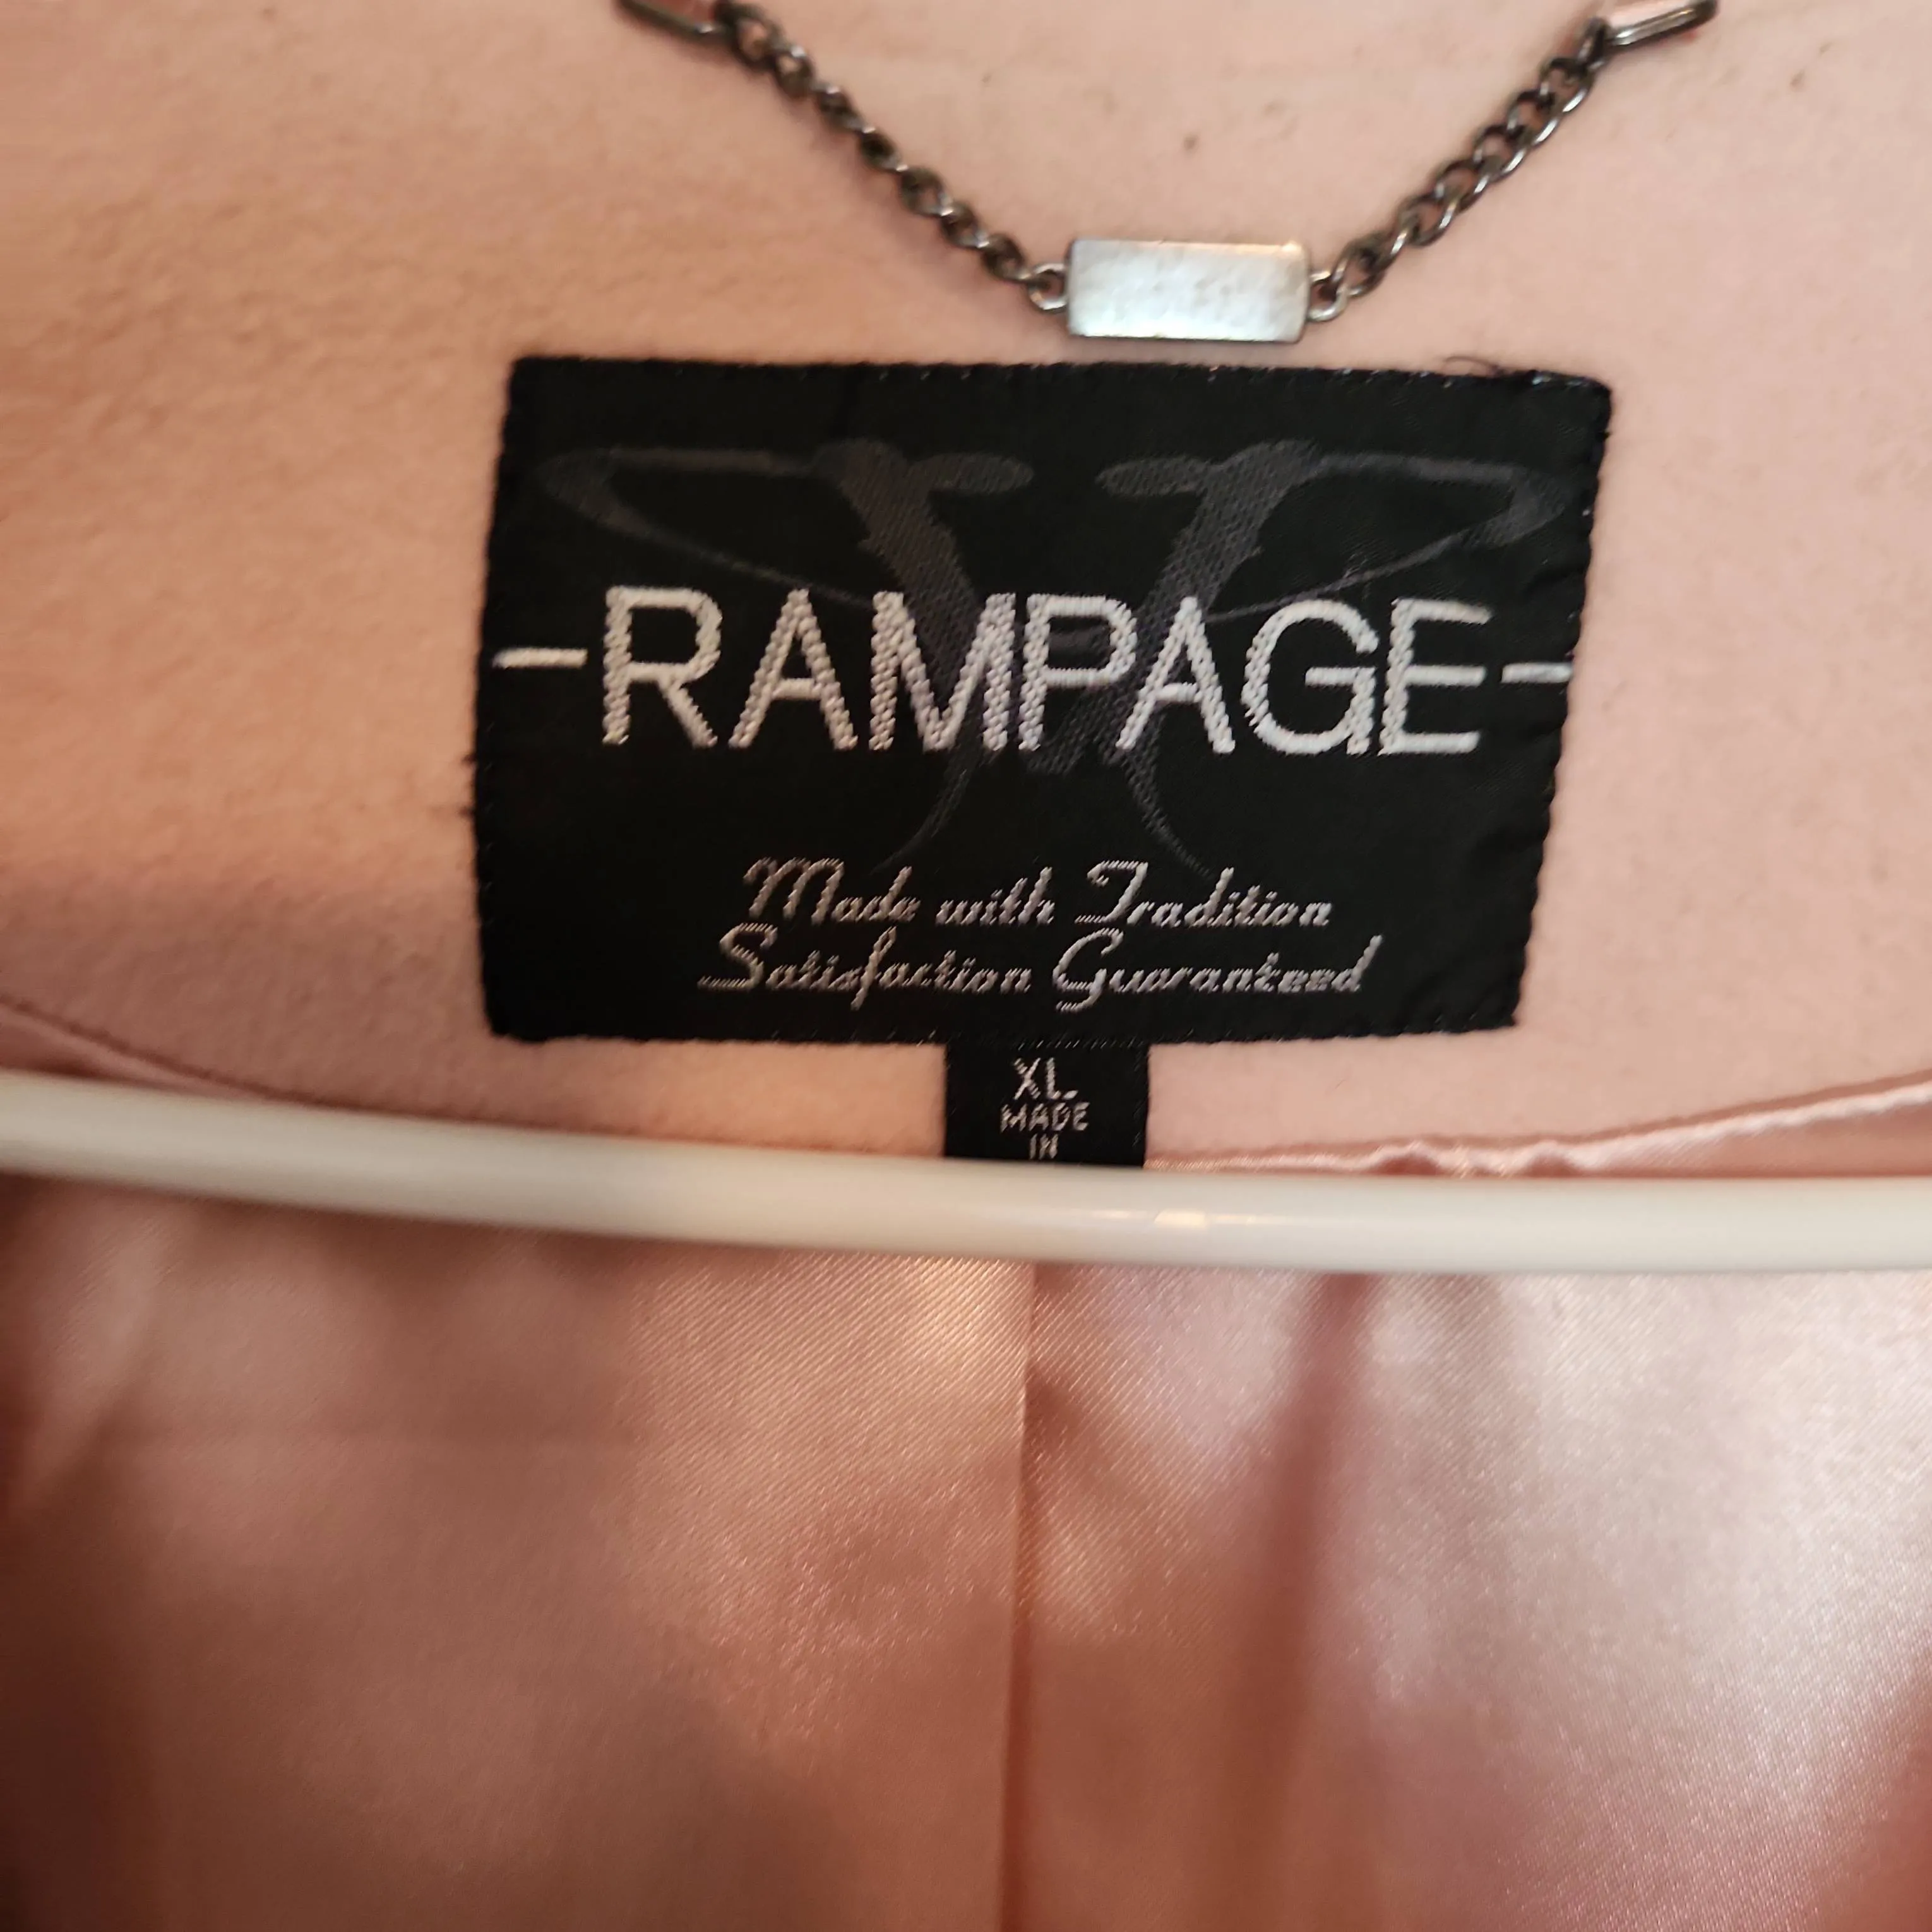 -RAMPAGE-
Made with Tradition
Satisfaction Guaranteed
XL
MADE
IN